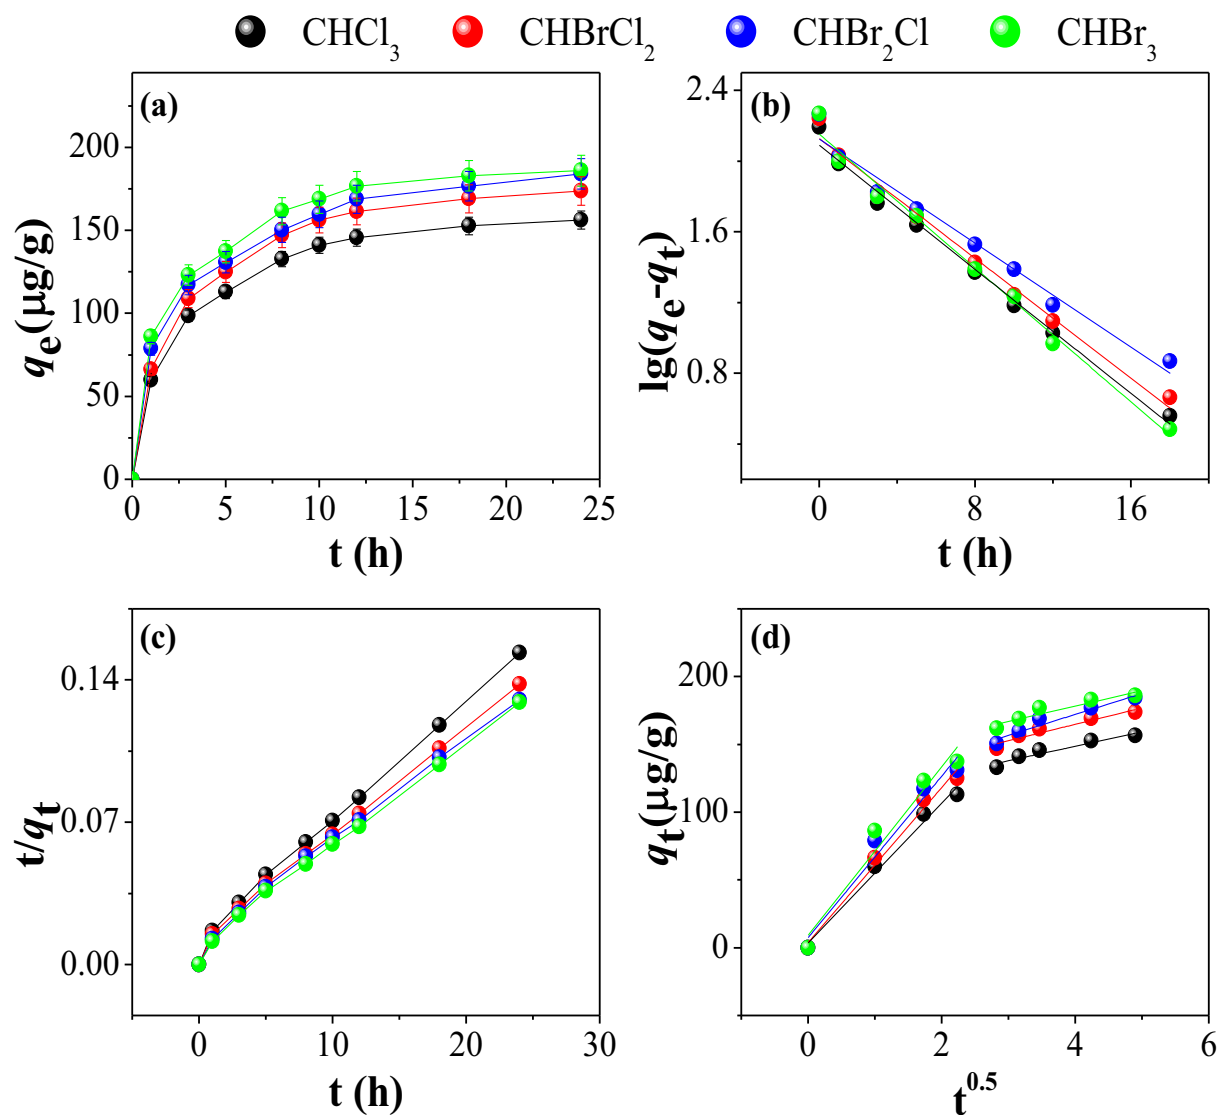 CHCl₃ CHBrCl₂ CHBr₂Cl CHBr₃
(a)
200
150
100
50
0
qe(μg/g)
0 5 10 15 20 25
t (h)
(b)
2.4
1.6
0.8
lg(qe-qt)
0 8 16
t (h)
(c)
0.14
0.07
0.00
t/qt
0 10 20 30
t (h)
(d)
200
100
0
qt(μg/g)
0 2 4 6
t⁰·⁵